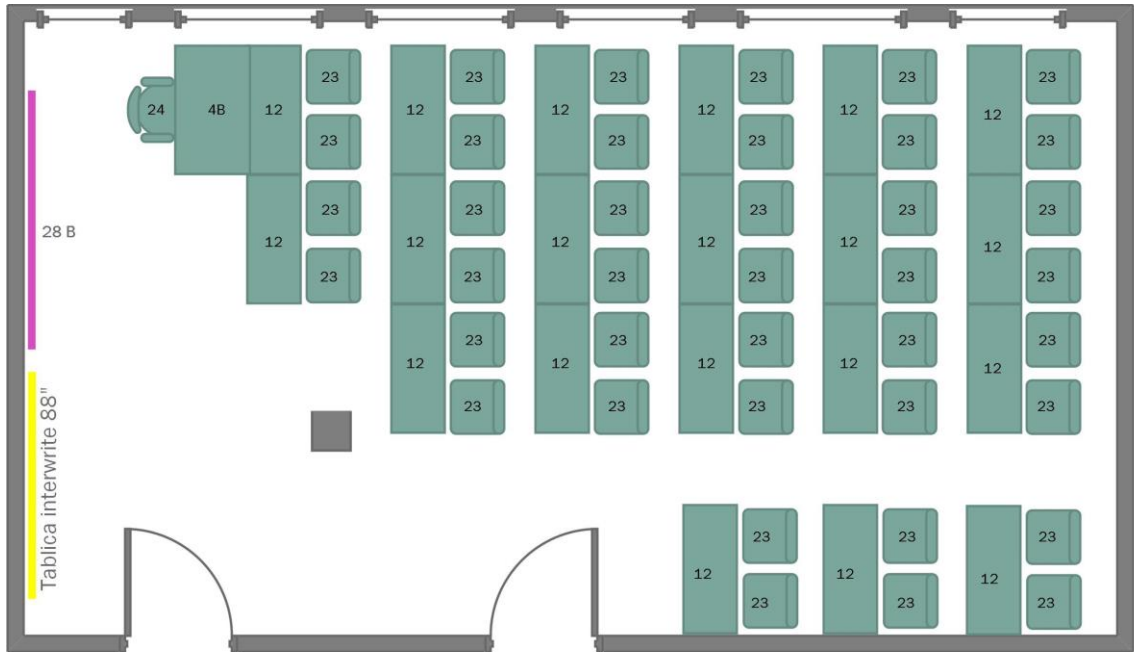 23 23 23 23 23 23
24 4B 12 12 12 12 12 12
23 23 23 23 23 23
23 23 23 23 23 23
28 B 12 12 12 12 12 12
23 23 23 23 23 23
23 23 23 23 23
12 12 12 12 12
23 23 23 23 23
Tablica interwrite 88"
23 23 23
12 12 12
23 23 23